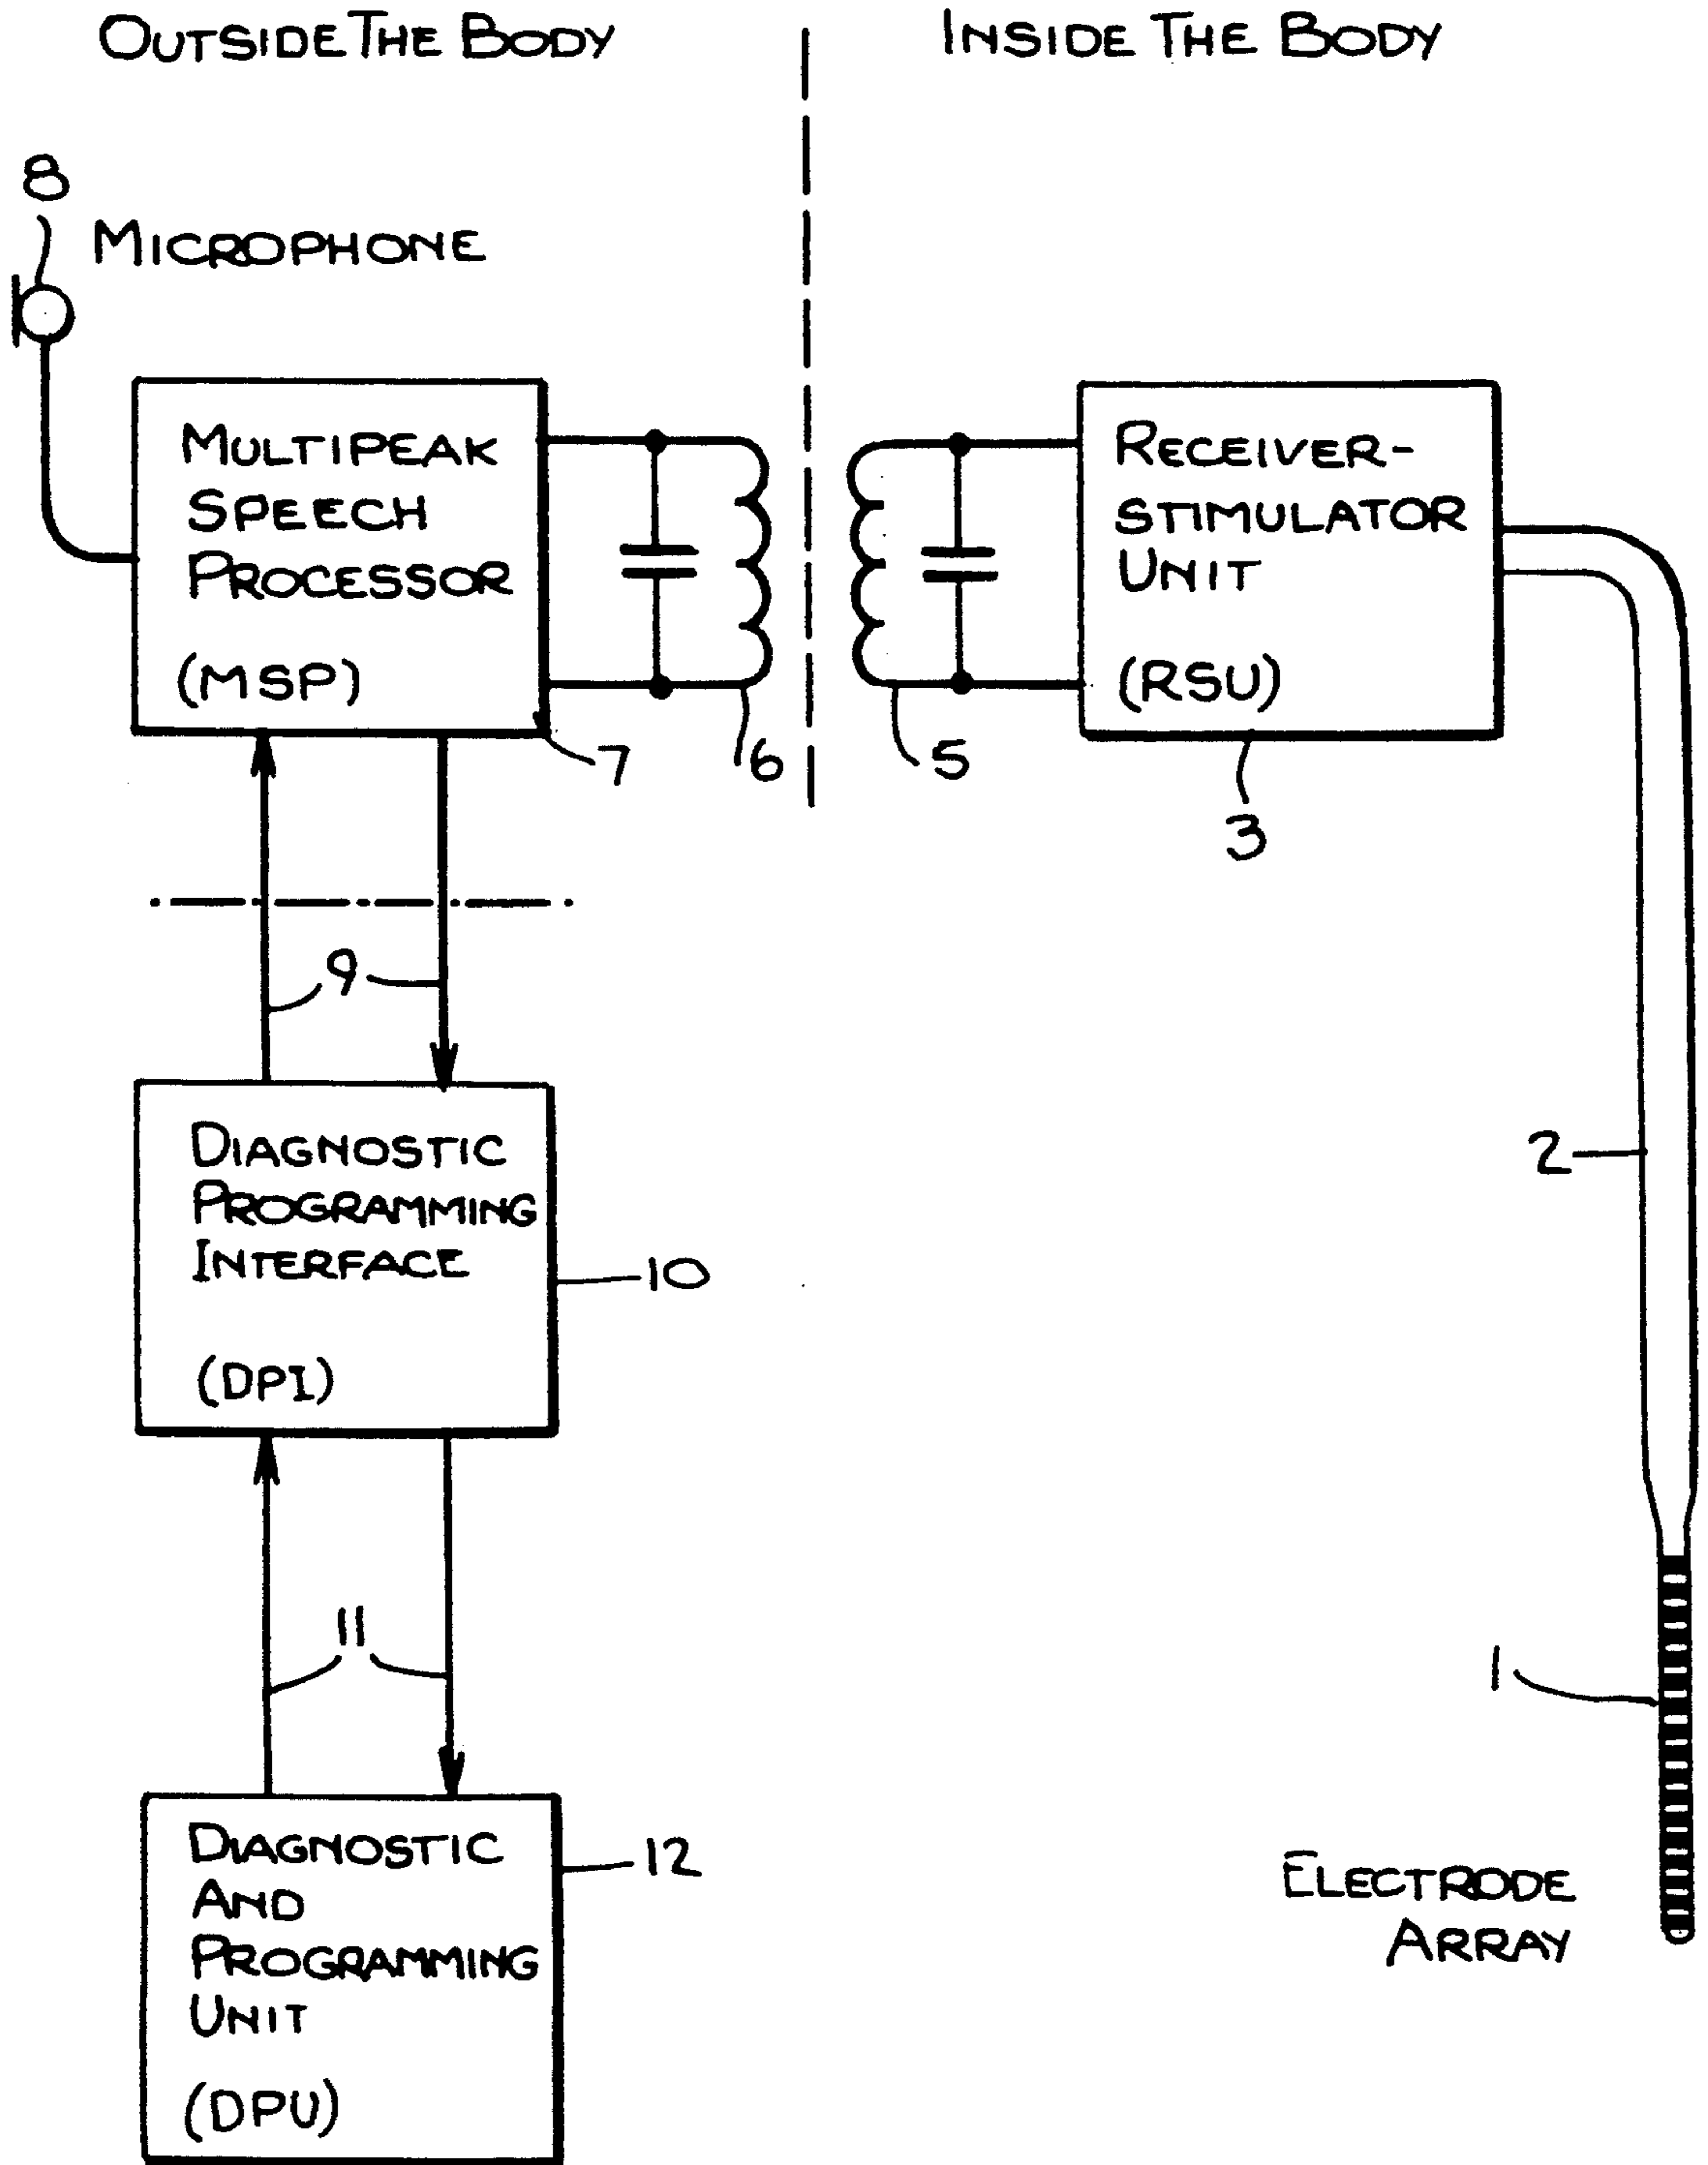 OUTSIDE THE BODY
INSIDE THE BODY
8
MICROPHONE
MULTIPEAK
SPEECH
PROCESSOR
(MSP)
RECEIVER-
STIMULATOR
UNIT
(RSU)
7
6
5
3
9
DIAGNOSTIC
PROGRAMMING
INTERFACE
(DPI)
10
2
11
1
DIAGNOSTIC
AND
PROGRAMMING
UNIT
(DPU)
12
ELECTRODE
ARRAY